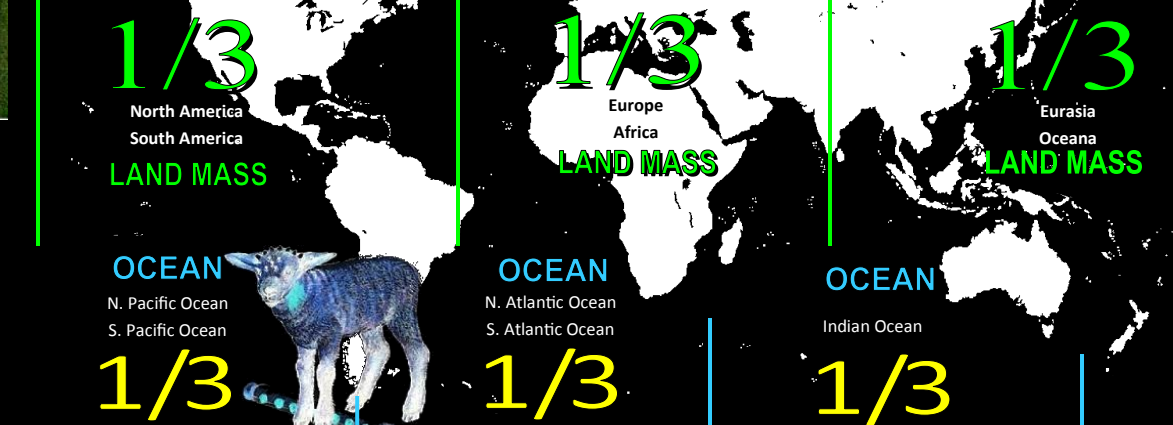 1/3
North America
South America
LAND MASS
OCEAN
N. Pacific Ocean
S. Pacific Ocean
1/3
1/3
Europe
Africa
LAND MASS
OCEAN
N. Atlantic Ocean
S. Atlantic Ocean
1/3
1/3
Eurasia
Oceana
LAND MASS
OCEAN
Indian Ocean
1/3